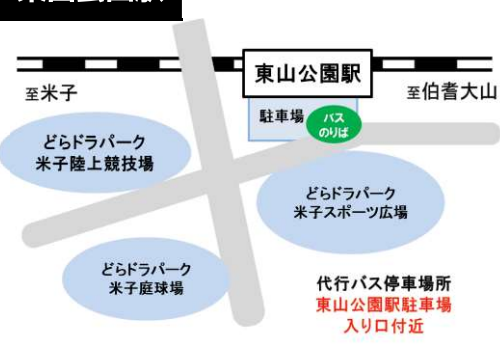 東山公園駅
至米子
至伯耆大山
駐車場
バス
のりば
どらドラパーク
米子陸上競技場
どらドラパーク
米子スポーツ広場
どらドラパーク
米子庭球場
代行バス停車場所
東山公園駅駐車場
入り口付近